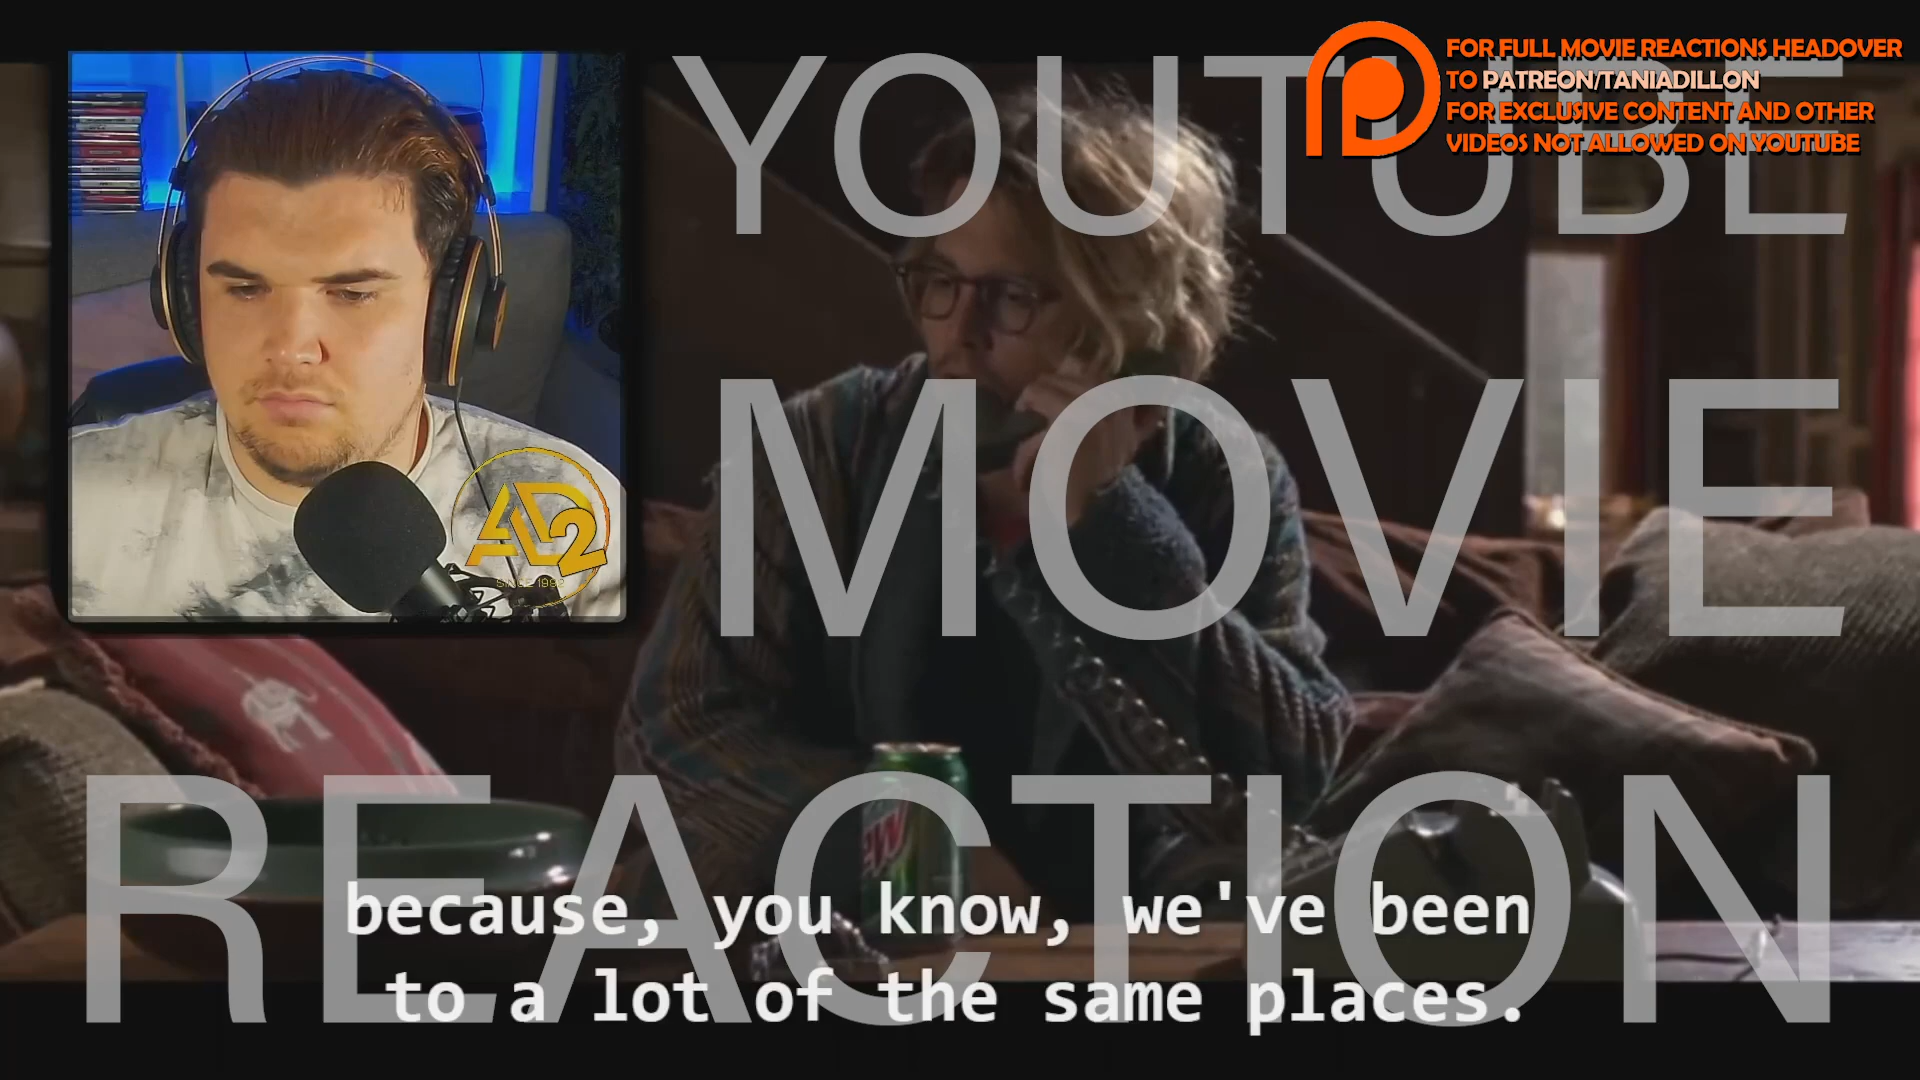 FOR FULL MOVIE REACTIONS HEADOVER
TO PATREON/TANIADILLON
FOR EXCLUSIVE CONTENT AND OTHER
VIDEOS NOT ALLOWED ON YOUTUBE
YOUTUBE
MOVIE
REACTION
AD2
EW
because, you know, we've been
to a lot of the same places.